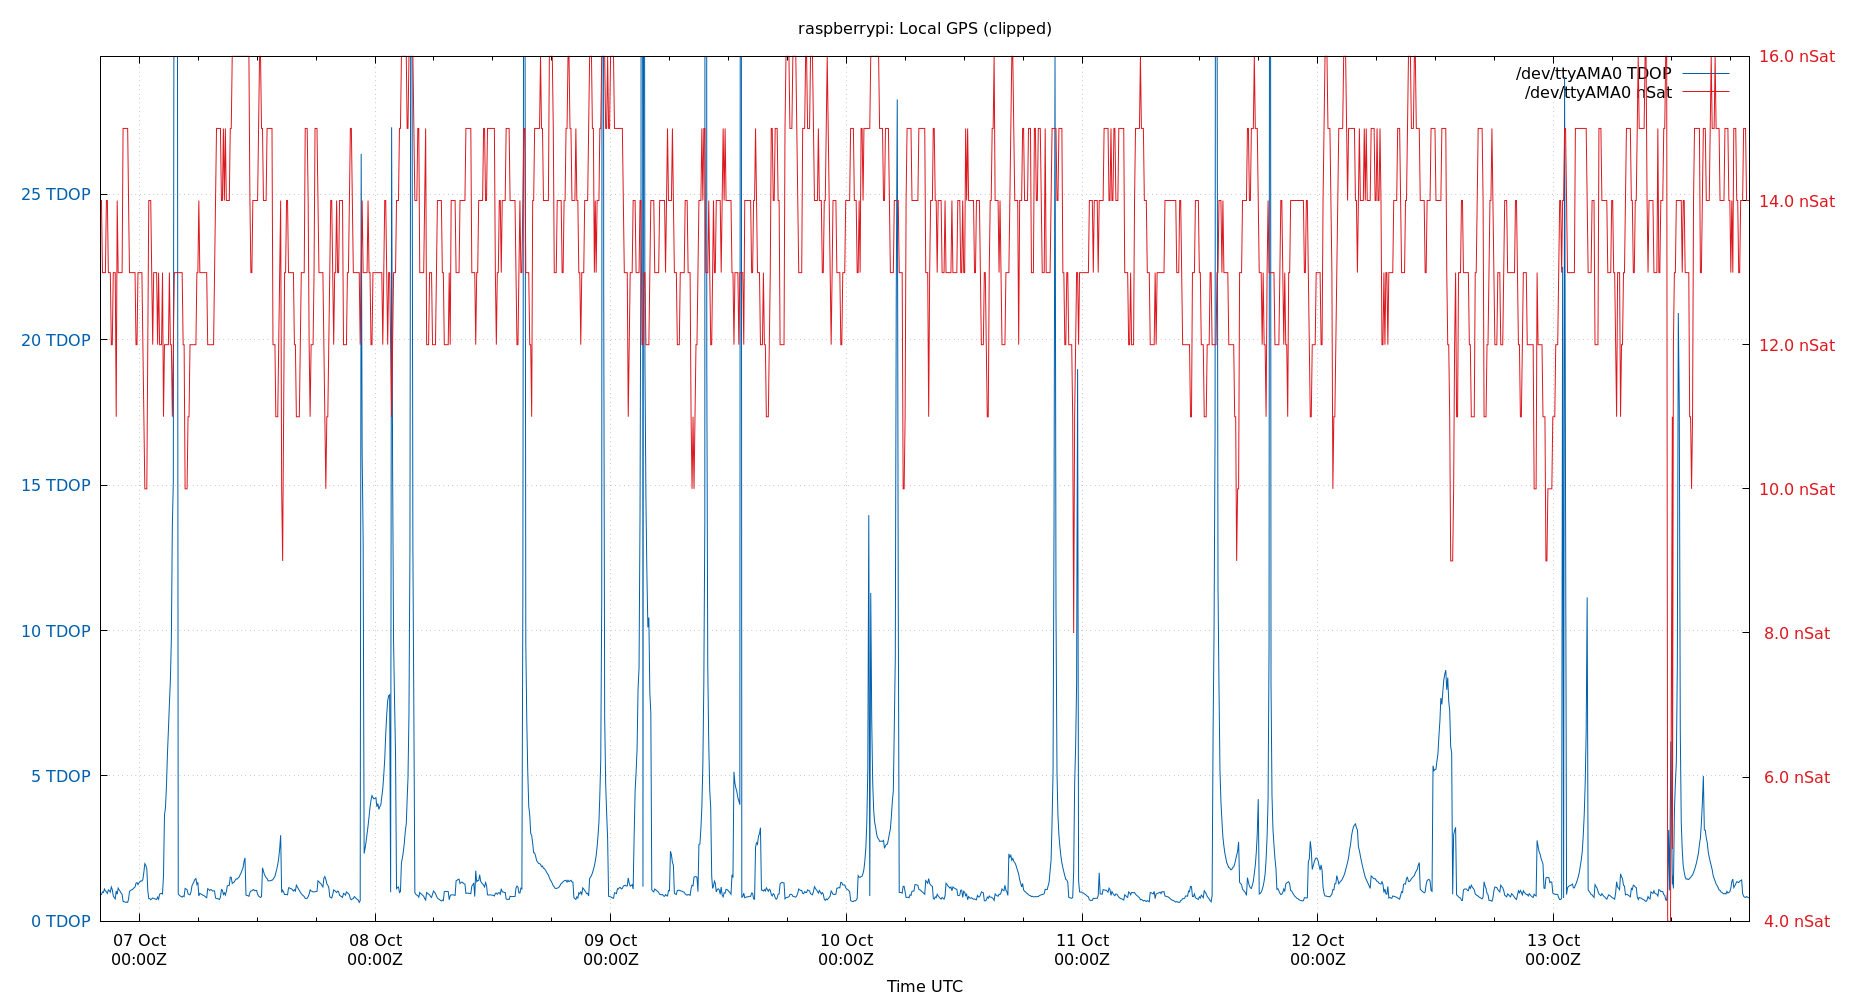 raspberrypi: Local GPS (clipped)
/dev/ttyAMA0 TDOP
/dev/ttyAMA0 nSat
25 TDOP
20 TDOP
15 TDOP
10 TDOP
5 TDOP
0 TDOP
16.0 nSat
14.0 nSat
12.0 nSat
10.0 nSat
8.0 nSat
6.0 nSat
4.0 nSat
07 Oct
00:00Z
08 Oct
00:00Z
09 Oct
00:00Z
10 Oct
00:00Z
11 Oct
00:00Z
12 Oct
00:00Z
13 Oct
00:00Z
Time UTC